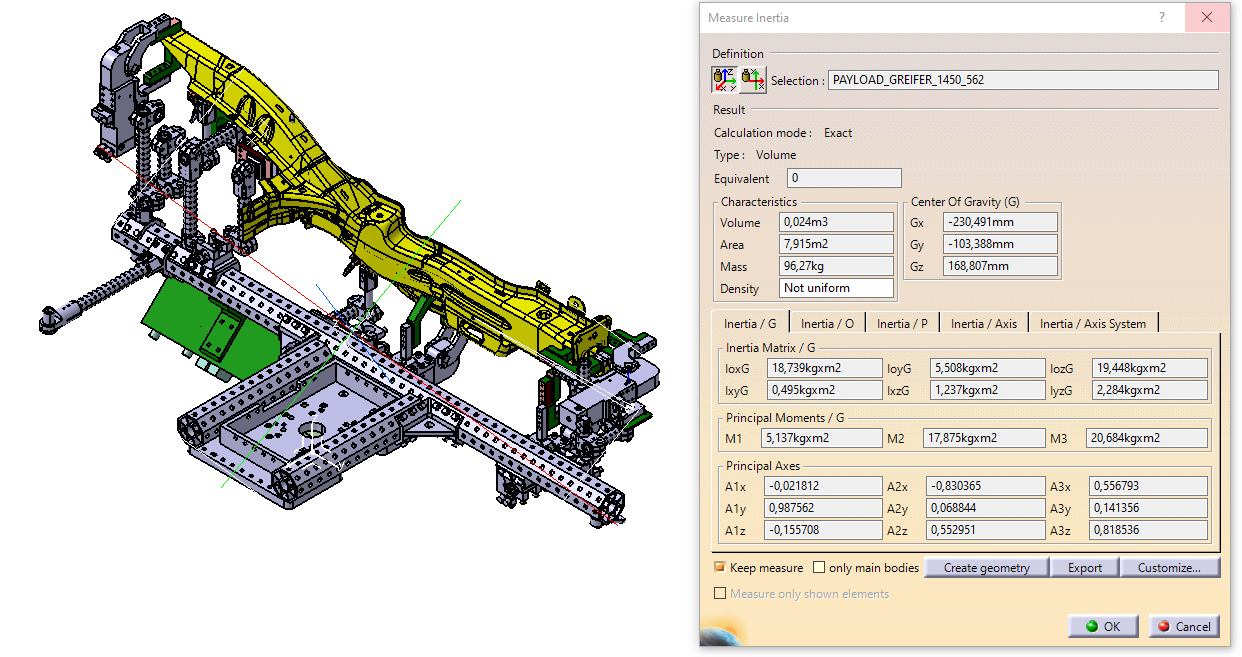 Measure Inertia ?
Definition
Selection : PAYLOAD_GREIFER_1450_562
Result
Calculation mode : Exact
Type : Volume
Equivalent 0
Characteristics
Volume 0,024m3
Area 7,915m2
Mass 96,27kg
Density Not uniform
Center Of Gravity (G)
Gx -230,491mm
Gy -103,388mm
Gz 168,807mm
Inertia / G Inertia / O Inertia / P Inertia / Axis Inertia / Axis System
Inertia Matrix / G
IoxG 18,739kgxm2 IoyG 5,508kgxm2 IozG 19,448kgxm2
IxyG 0,495kgxm2 IxzG 1,237kgxm2 IyzG 2,284kgxm2
Principal Moments / G
M1 5,137kgxm2 M2 17,875kgxm2 M3 20,684kgxm2
Principal Axes
A1x -0,021812 A2x -0,830365 A3x 0,556793
A1y 0,987562 A2y 0,068844 A3y 0,141356
A1z -0,155708 A2z 0,552951 A3z 0,818536
Keep measure only main bodies Create geometry Export Customize...
Measure only shown elements
OK Cancel